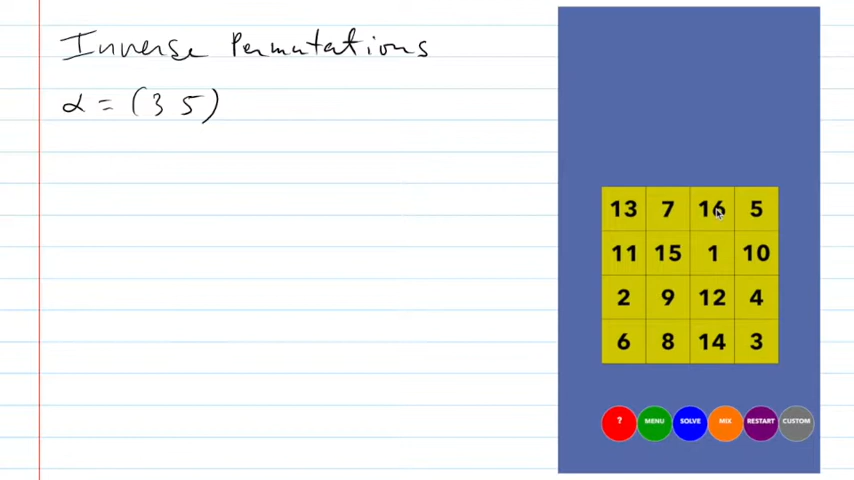 Inverse Permutations
α = (3 5)
13 7 16 5
11 15 1 10
2 9 12 4
6 8 14 3
? MENU SOLVE MIX RESTART CUSTOM